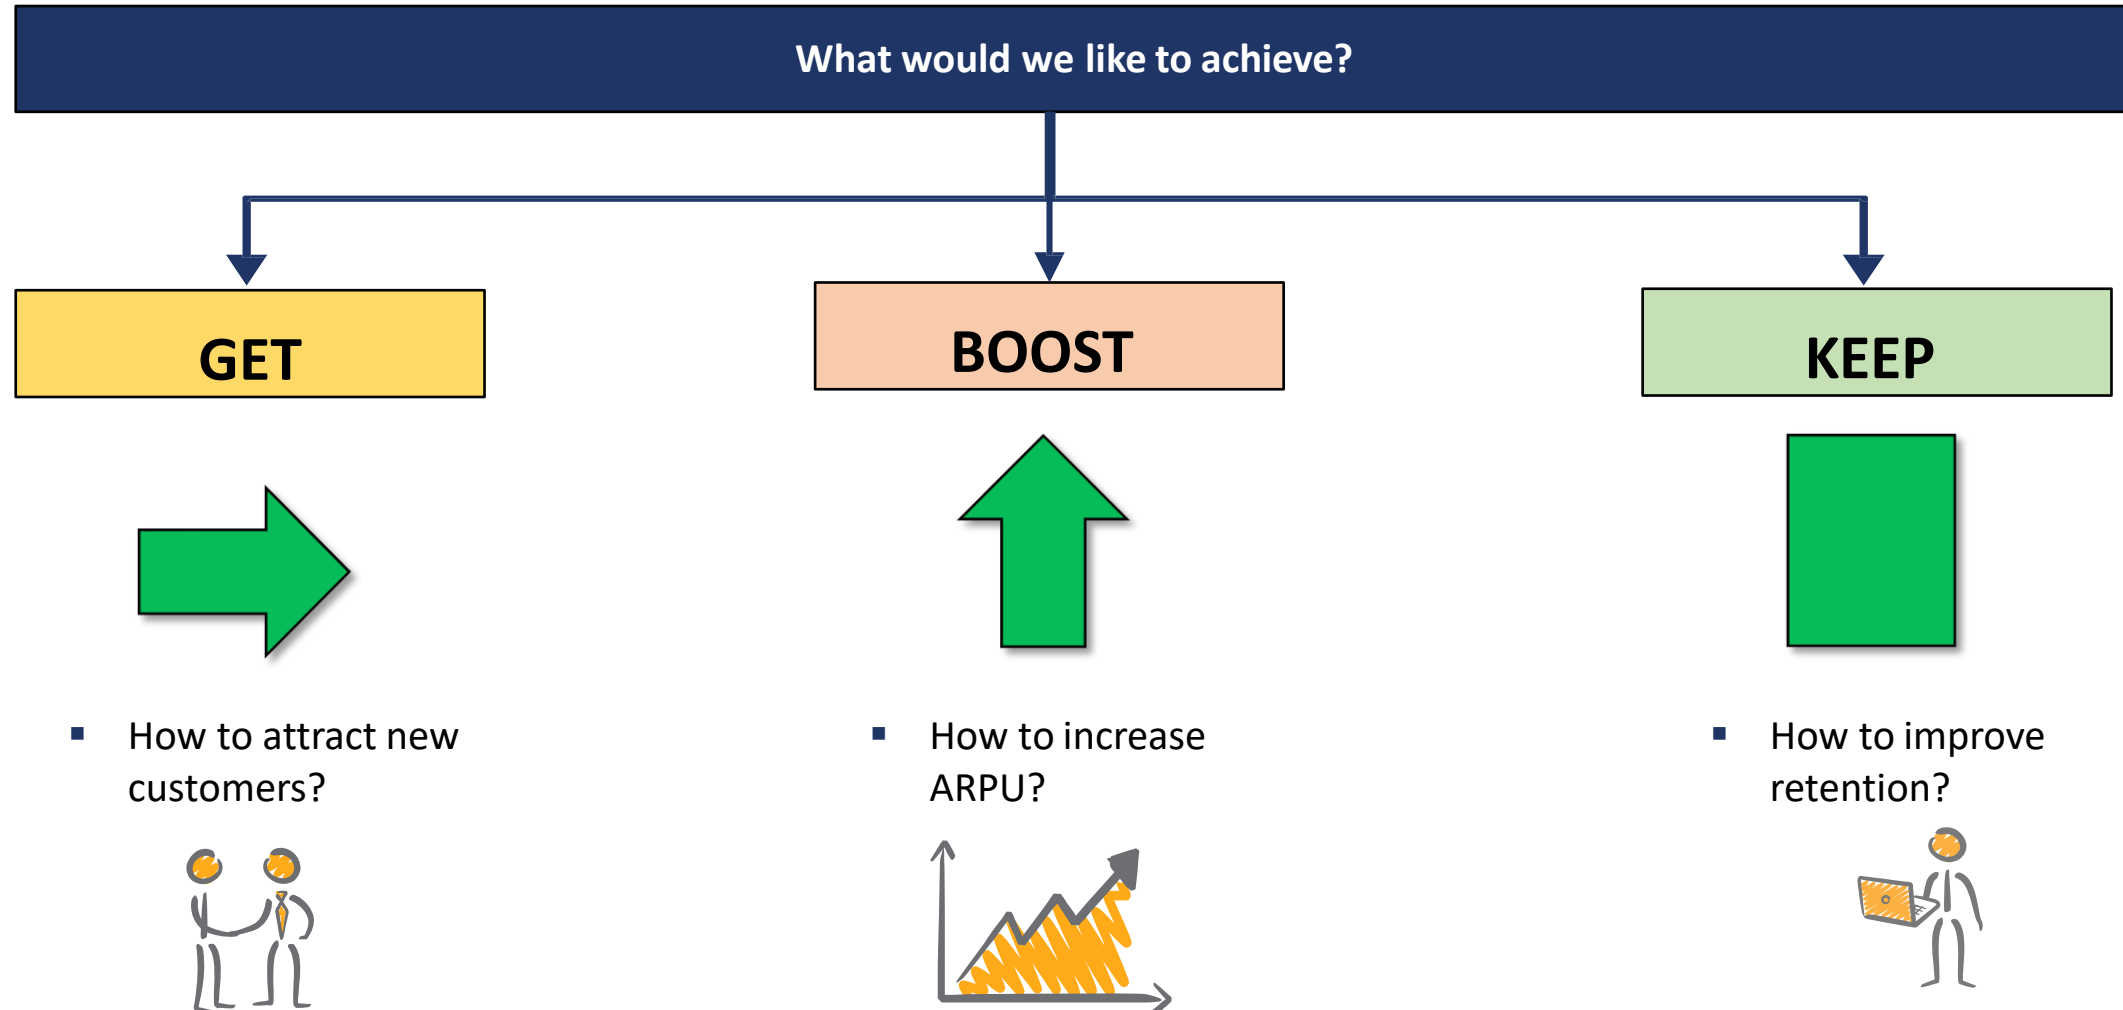 What would we like to achieve?
GET
BOOST
KEEP
▪ How to attract new
customers?
▪ How to increase
ARPU?
▪ How to improve
retention?